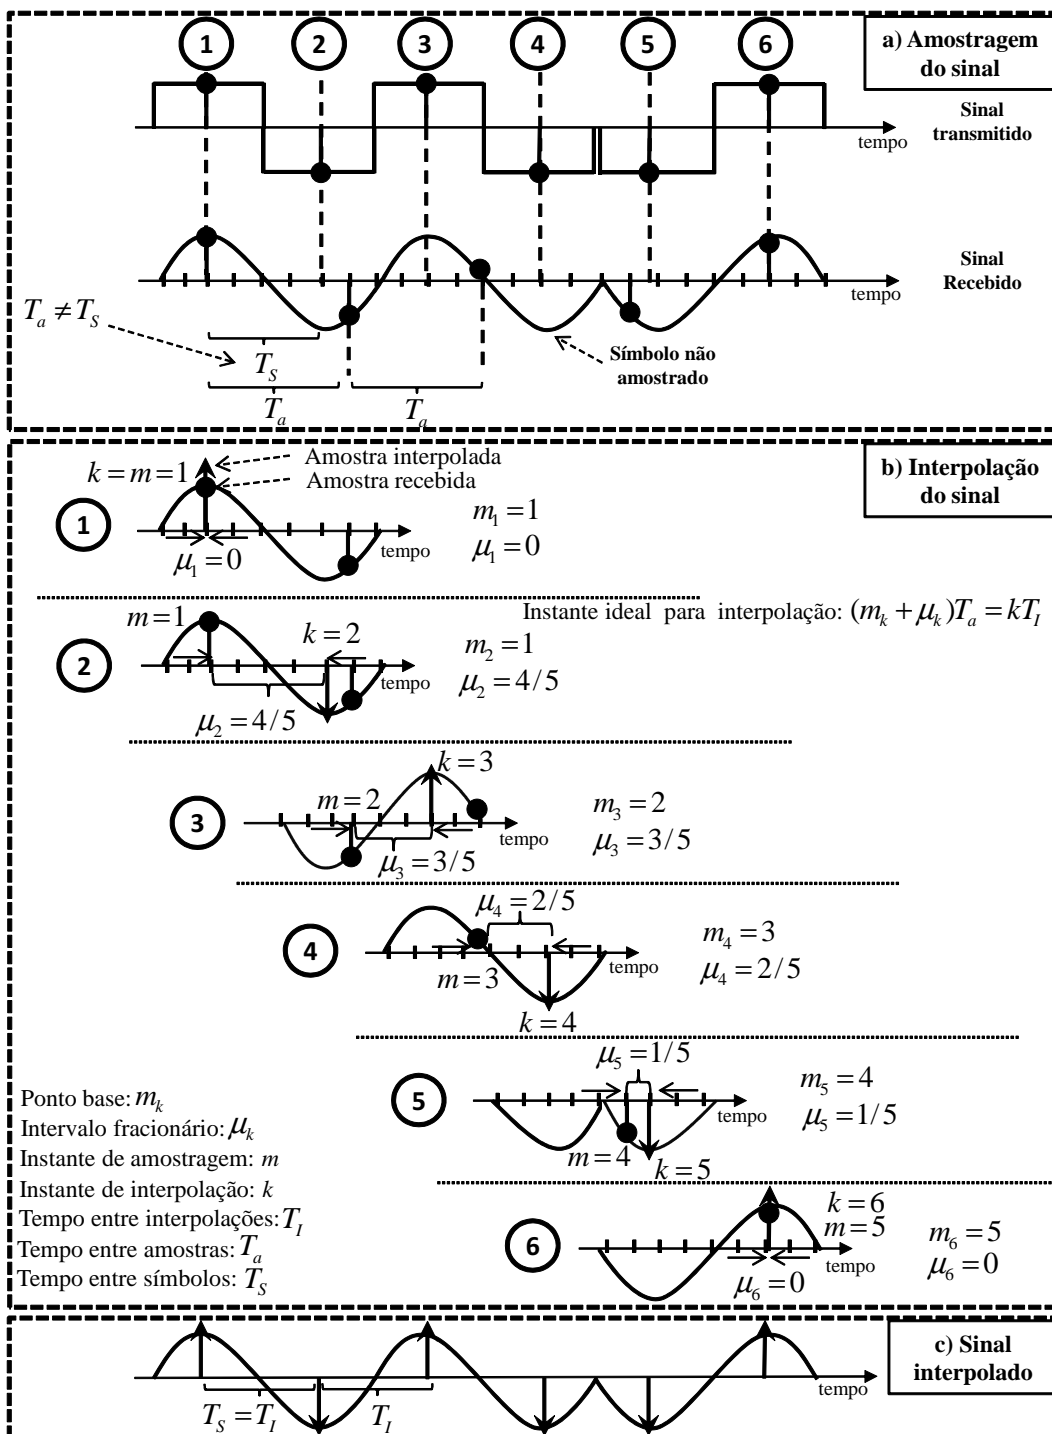 1 2 3 4 5 6
a) Amostragem
do sinal
Sinal
transmitido
tempo
Sinal
Recebido
tempo
T_a ≠ T_S
T_S
T_a
T_a
Símbolo não
amostrado
b) Interpolação
do sinal
1
k = m = 1
Amostra interpolada
Amostra recebida
tempo
μ_1 = 0
m_1 = 1
μ_1 = 0
Instante ideal para interpolação: (m_k + μ_k)T_a = kT_I
2
m = 1
k = 2
tempo
μ_2 = 4/5
m_2 = 1
μ_2 = 4/5
3
k = 3
m = 2
tempo
μ_3 = 3/5
m_3 = 2
μ_3 = 3/5
4
μ_4 = 2/5
tempo
m = 3
k = 4
m_4 = 3
μ_4 = 2/5
5
μ_5 = 1/5
tempo
m = 4
k = 5
m_5 = 4
μ_5 = 1/5
6
k = 6
m = 5
tempo
μ_6 = 0
m_6 = 5
μ_6 = 0
Ponto base: m_k
Intervalo fracionário: μ_k
Instante de amostragem: m
Instante de interpolação: k
Tempo entre interpolações: T_I
Tempo entre amostras: T_a
Tempo entre símbolos: T_S
c) Sinal
interpolado
tempo
T_S = T_I
T_I